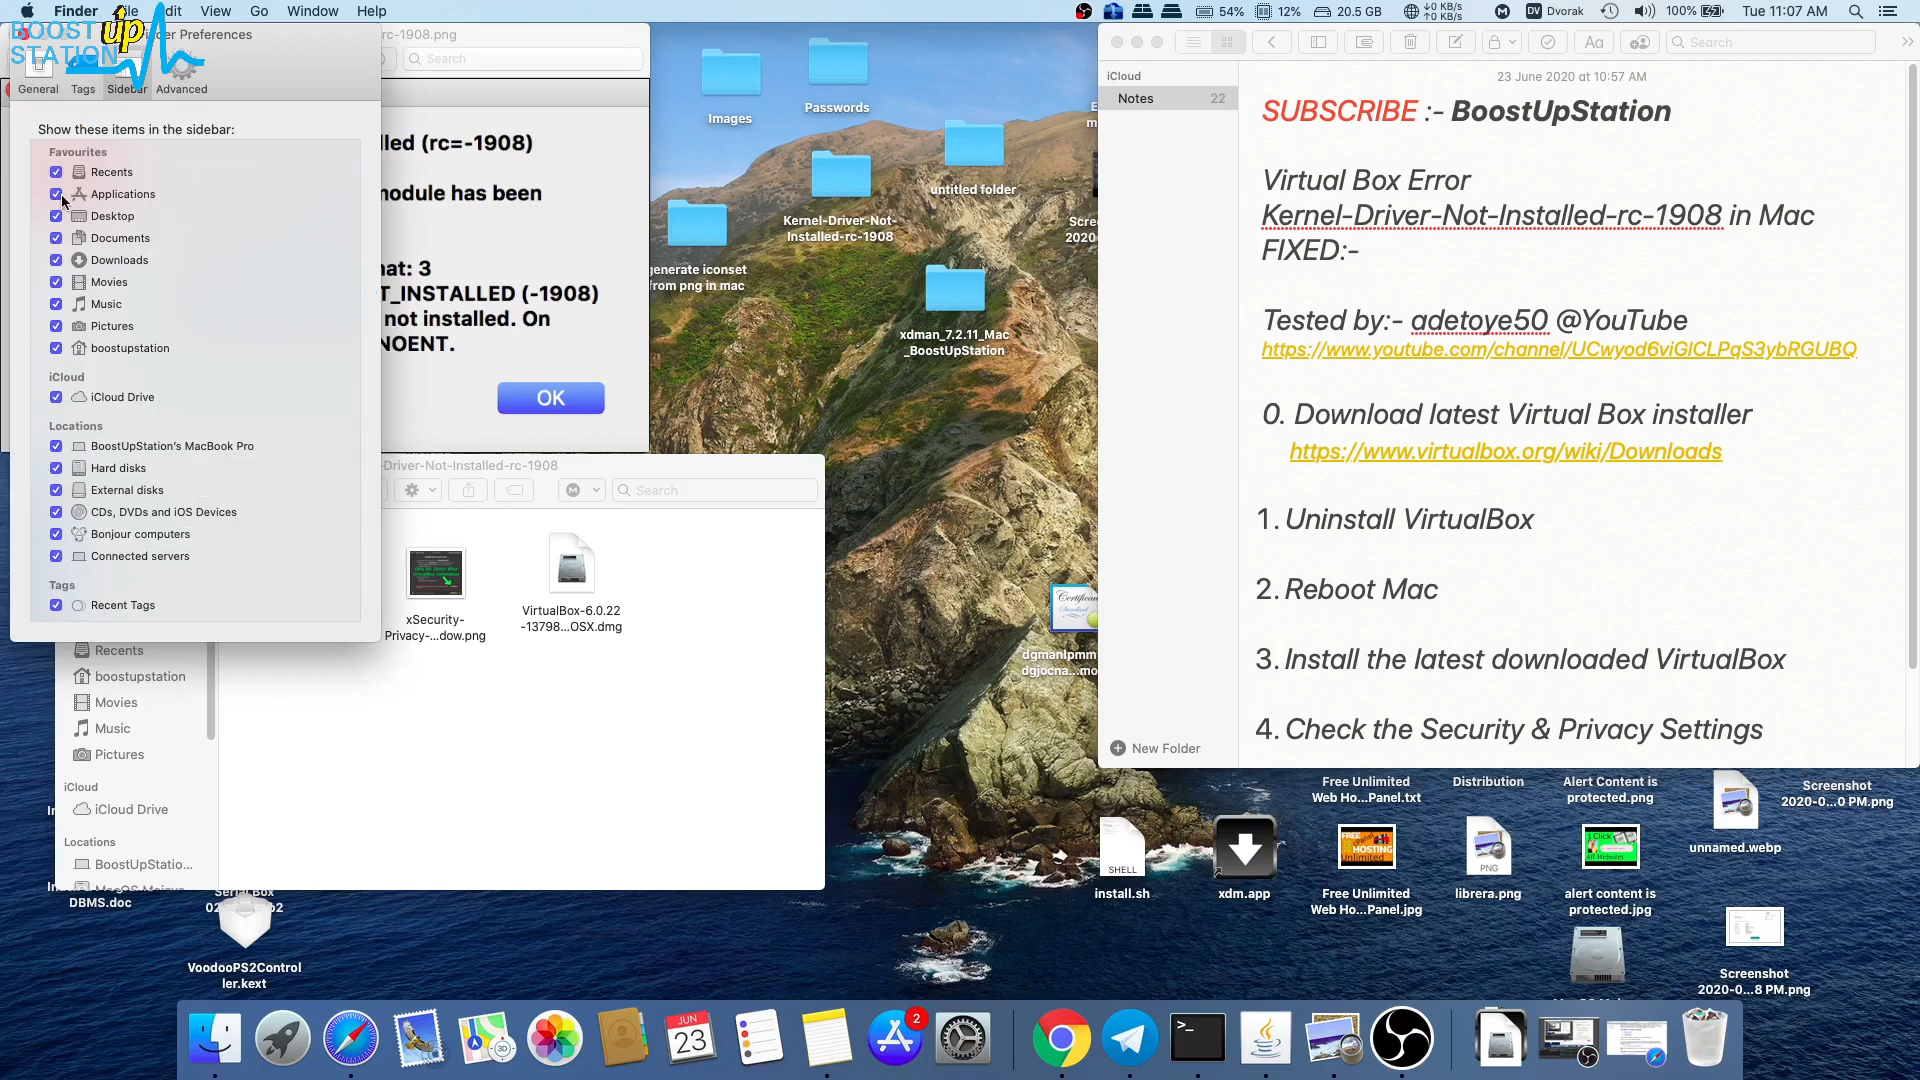 Finder
View
Go
Window
Help
54%
12%
20.5 GB
0 KB/s
0 KB/s
DV
Dvorak
100%
Tue 11:07 AM
BOOST
up
STATION
rc-1908.png
Search
General
Tags
Sidebar
Advanced
Show these items in the sidebar:
Favourites
Recents
Applications
Desktop
Documents
Downloads
Movies
Music
Pictures
boostupstation
iCloud
iCloud Drive
Locations
BoostUpStation's MacBook Pro
Hard disks
External disks
CDs, DVDs and iOS Devices
Bonjour computers
Connected servers
Tags
Recent Tags
(rc=-1908)
module has been
3
(-1908)
not installed. On
OK
-Driver-Not-Installed-rc-1908
Search
xSecurity-
Privacy-...dow.png
VirtualBox-6.0.22
-13798...OSX.dmg
Recents
boostupstation
Movies
Music
Pictures
iCloud
iCloud Drive
Locations
BoostUpStatio...
Images
Passwords
untitled folder
Kernel-Driver-Not-
Installed-rc-1908
generate iconset
from png in mac
xdman_7.2.11_Mac
_BoostUpStation
Search
iCloud
Notes
22
New Folder
23 June 2020 at 10:57 AM
SUBSCRIBE :- BoostUpStation
Virtual Box Error
Kernel-Driver-Not-Installed-rc-1908 in Mac
FIXED:-
Tested by:- adetoye50 @YouTube
https://www.youtube.com/channel/UCwyod6viGlCLPqS3ybRGUBQ
0. Download latest Virtual Box installer
https://www.virtualbox.org/wiki/Downloads
1. Uninstall VirtualBox
2. Reboot Mac
3. Install the latest downloaded VirtualBox
4. Check the Security & Privacy Settings
Free Unlimited
Web Ho...Panel.txt
Distribution
Alert Content is
protected.png
Screenshot
2020-0...0 PM.png
unnamed.webp
SHELL
install.sh
xdm.app
Free Unlimited
Web Ho...Panel.jpg
PNG
librera.png
alert content is
protected.jpg
Screenshot
2020-0...8 PM.png
DBMS.doc
VoodooPS2Control
ler.kext
JUN
23
2